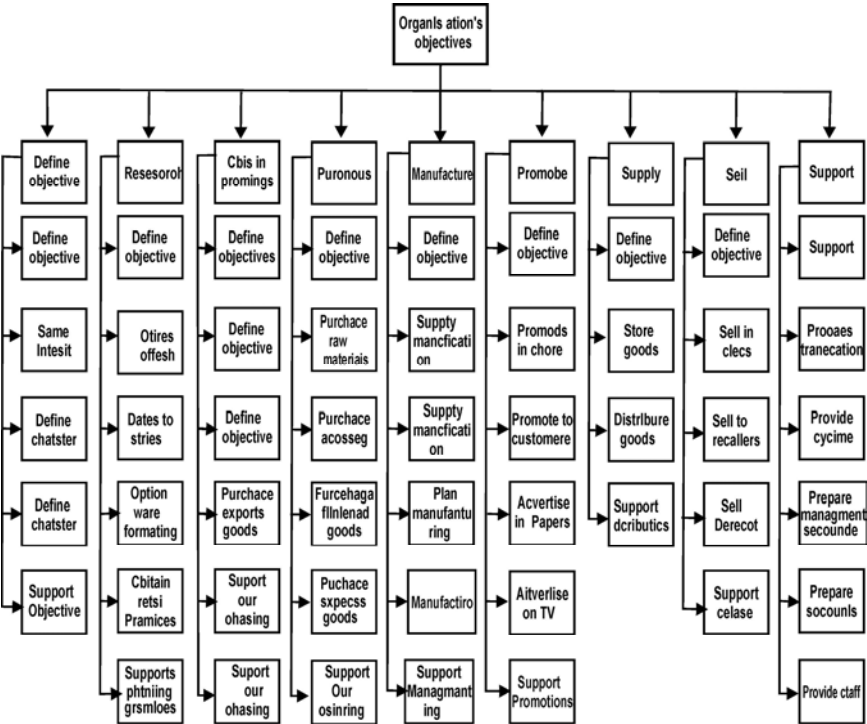 OrganIs ation's
objectives
Define
objective
Resesoroh
Cbis in
promings
Puronous
Manufacture
Promobe
Supply
Seil
Support
Define
objective
Define
objective
Define
objectives
Define
objective
Define
objective
Define
objective
Define
objective
Define
objective
Support
Same
Intesit
Otires
offesh
Define
objective
Purchace
raw
materiais
Suppty
mancficati
on
Promods
in chore
Store
goods
Sell in
clecs
Prooaes
tranecation
Define
chatster
Dates to
stries
Define
objective
Purchace
acosseg
Suppty
mancficati
on
Promote to
customere
Distrlbure
goods
Sell to
recallers
Provide
cycime
Define
chatster
Option
ware
formating
Purchace
exports
goods
Furcehaga
fIlnlenad
goods
Plan
manufantu
ring
Acvertise
in Papers
Support
dcributics
Sell
Derecot
Prepare
managment
secounde
Support
Objective
Cbitain
retsi
Pramices
Suport
our
ohasing
Puchace
sxpecss
goods
Manufactiro
Aitverlise
on TV
Support
celase
Prepare
socounls
Supports
phtniing
grsmloes
Suport
our
ohasing
Support
Our
osinring
Support
Managmant
ing
Support
Promotions
Provide ctaff